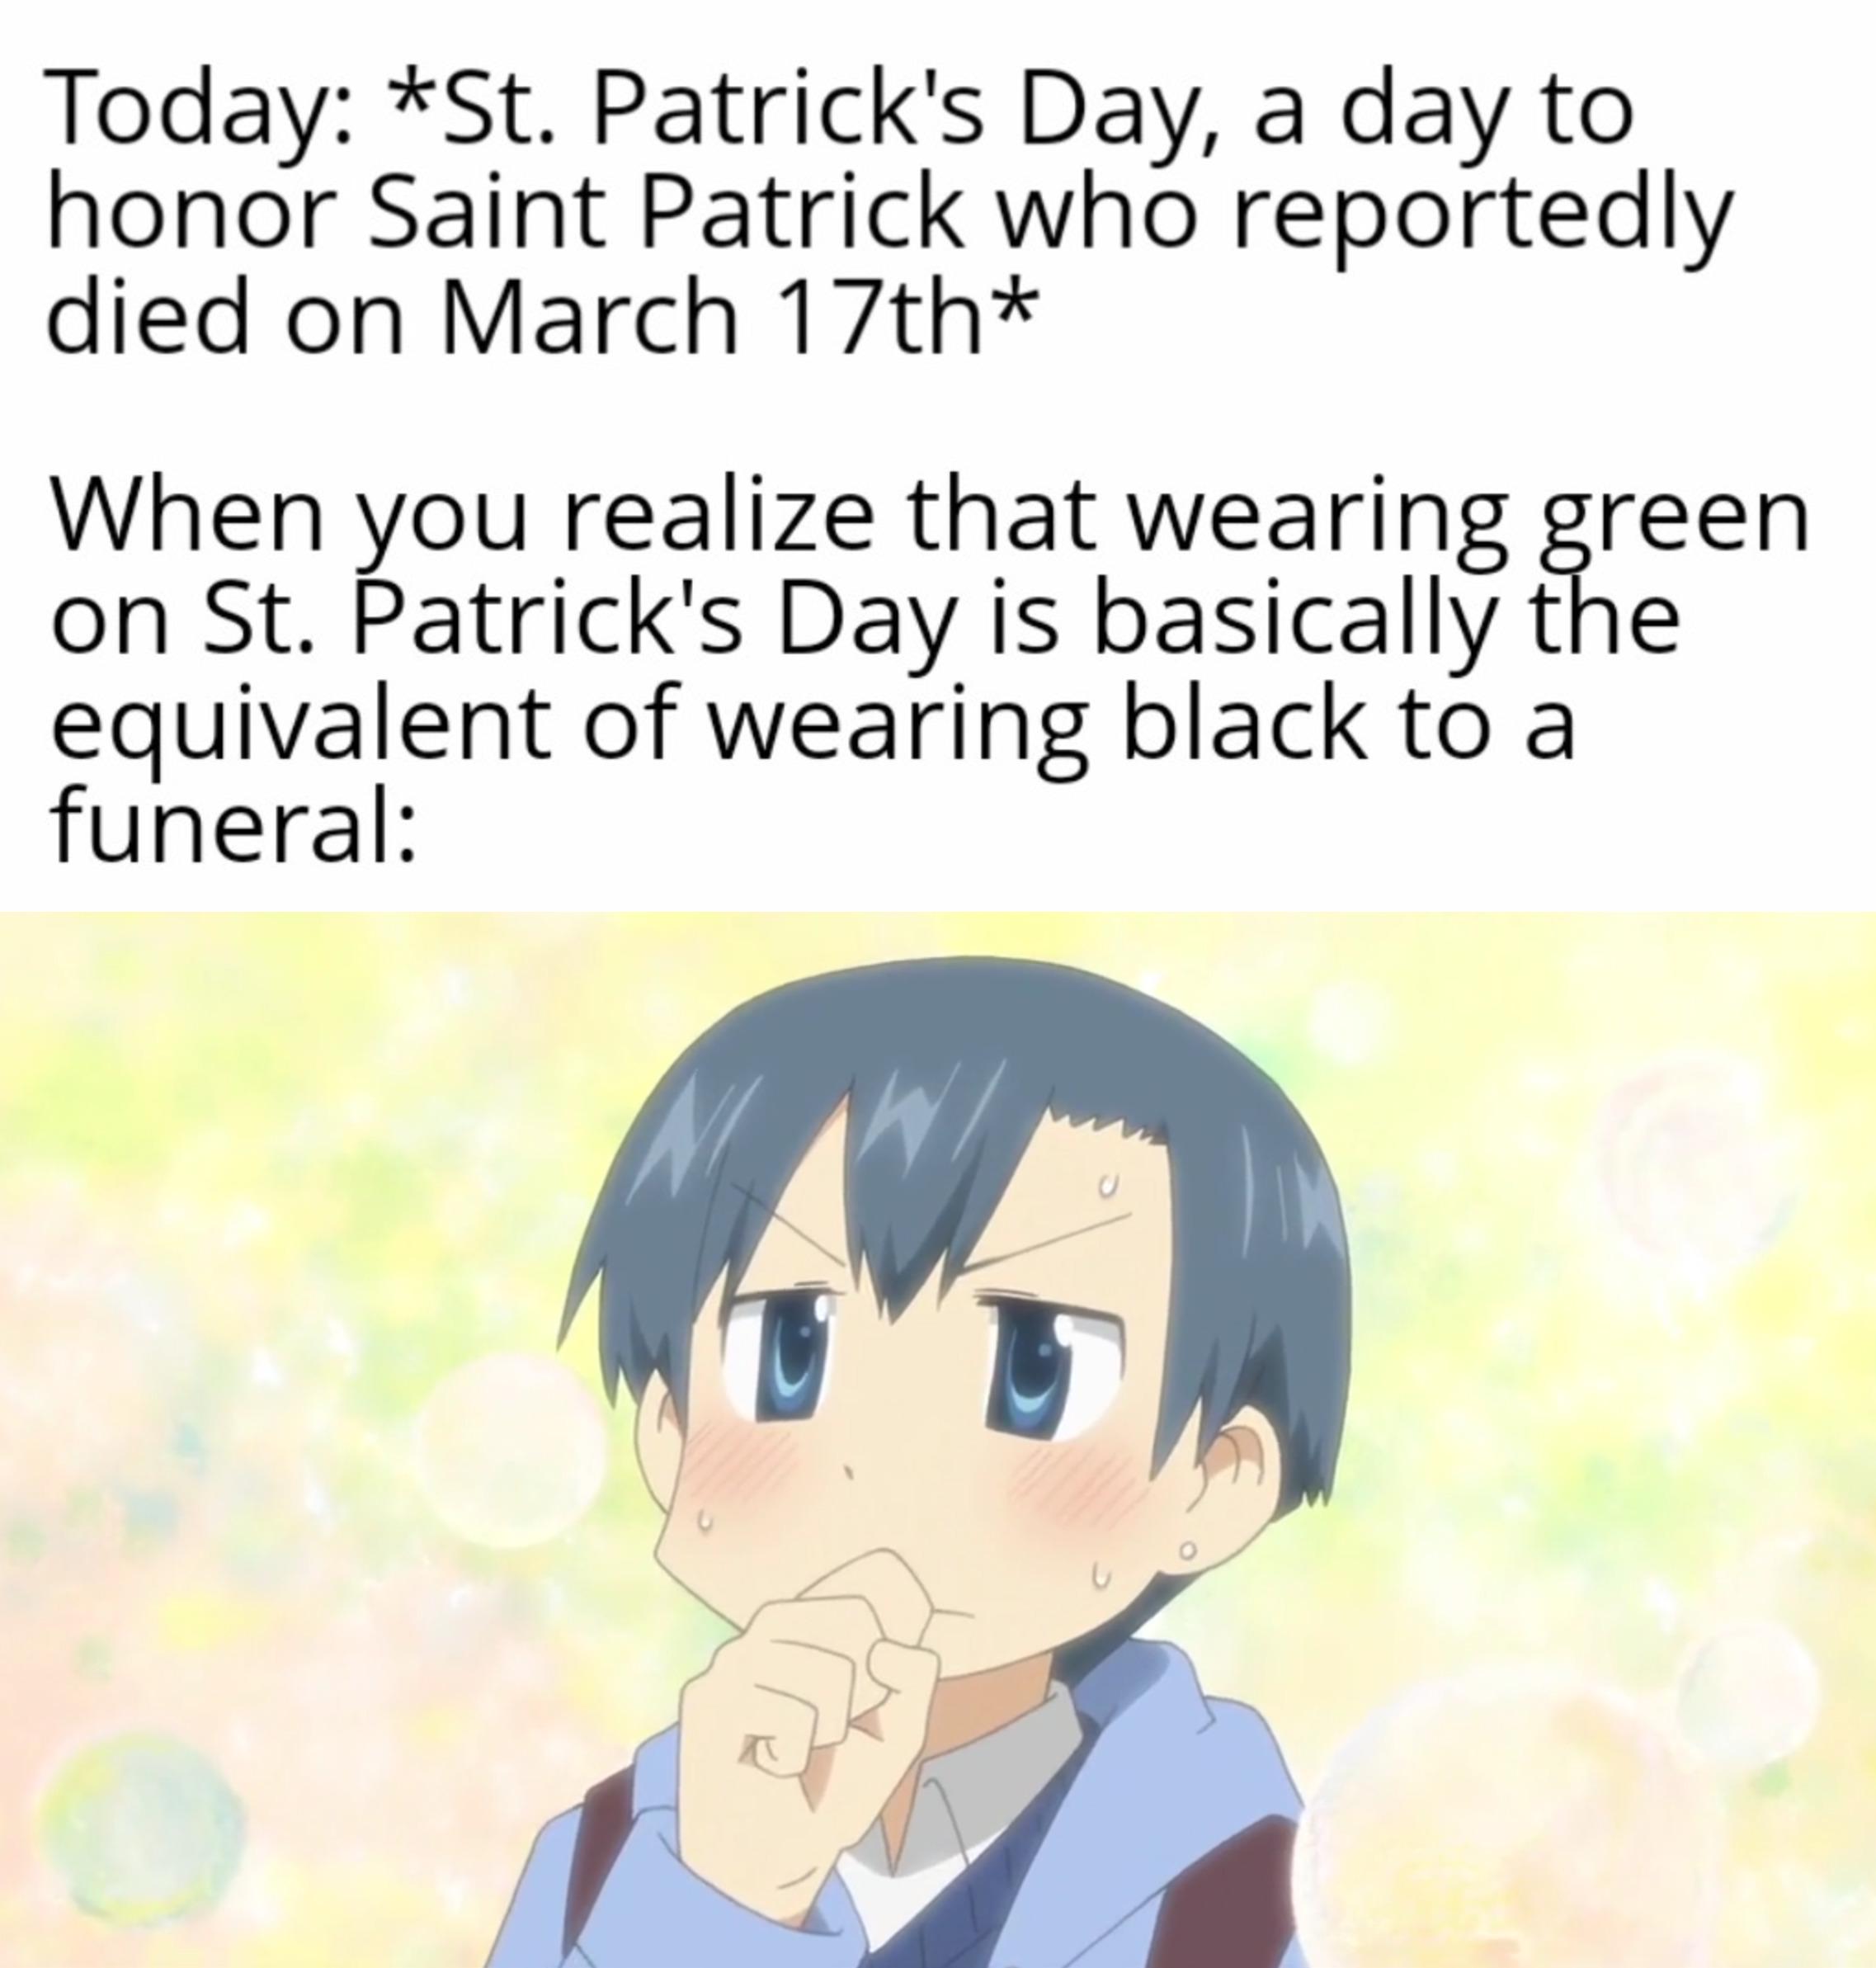 Today: *St. Patrick's Day, a day to
honor Saint Patrick who reportedly
died on March 17th*
When you realize that wearing green
on St. Patrick's Day is basically the
equivalent of wearing black to a
funeral: